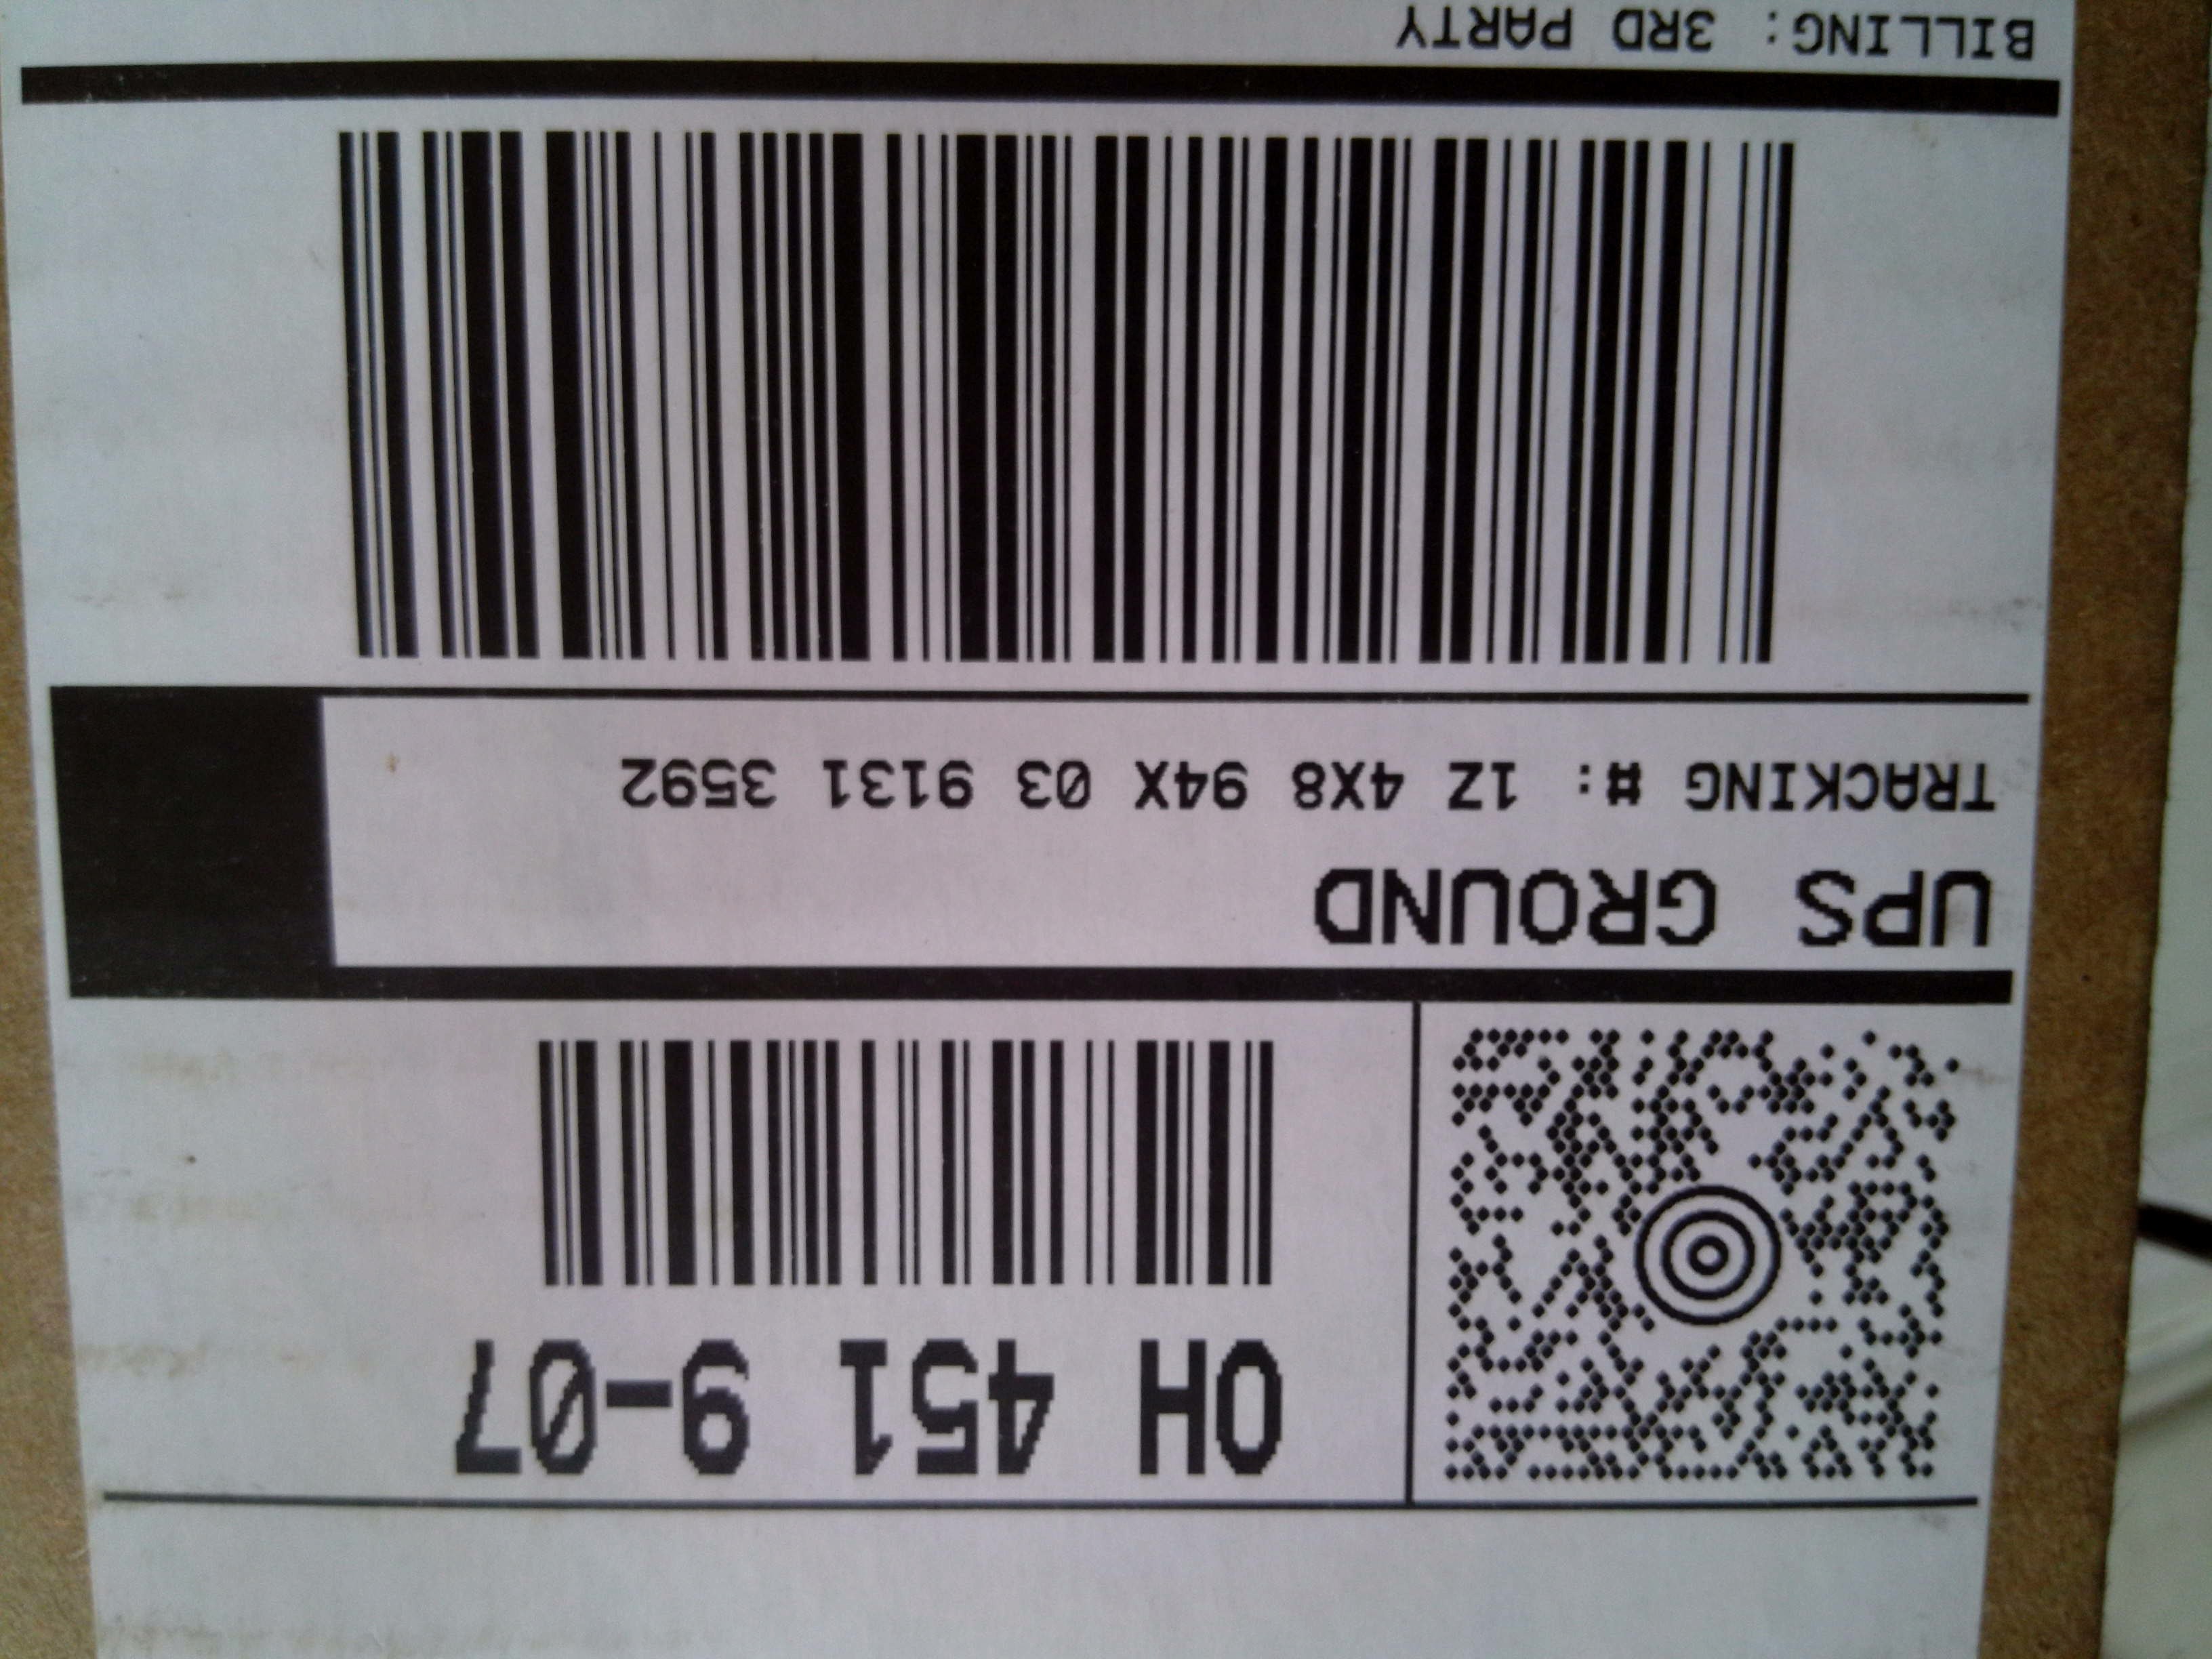 OH 451 9-07
UPS GROUND
TRACKING #: 1Z 4X8 94X 03 9131 3592
BILLING: 3RD PARTY